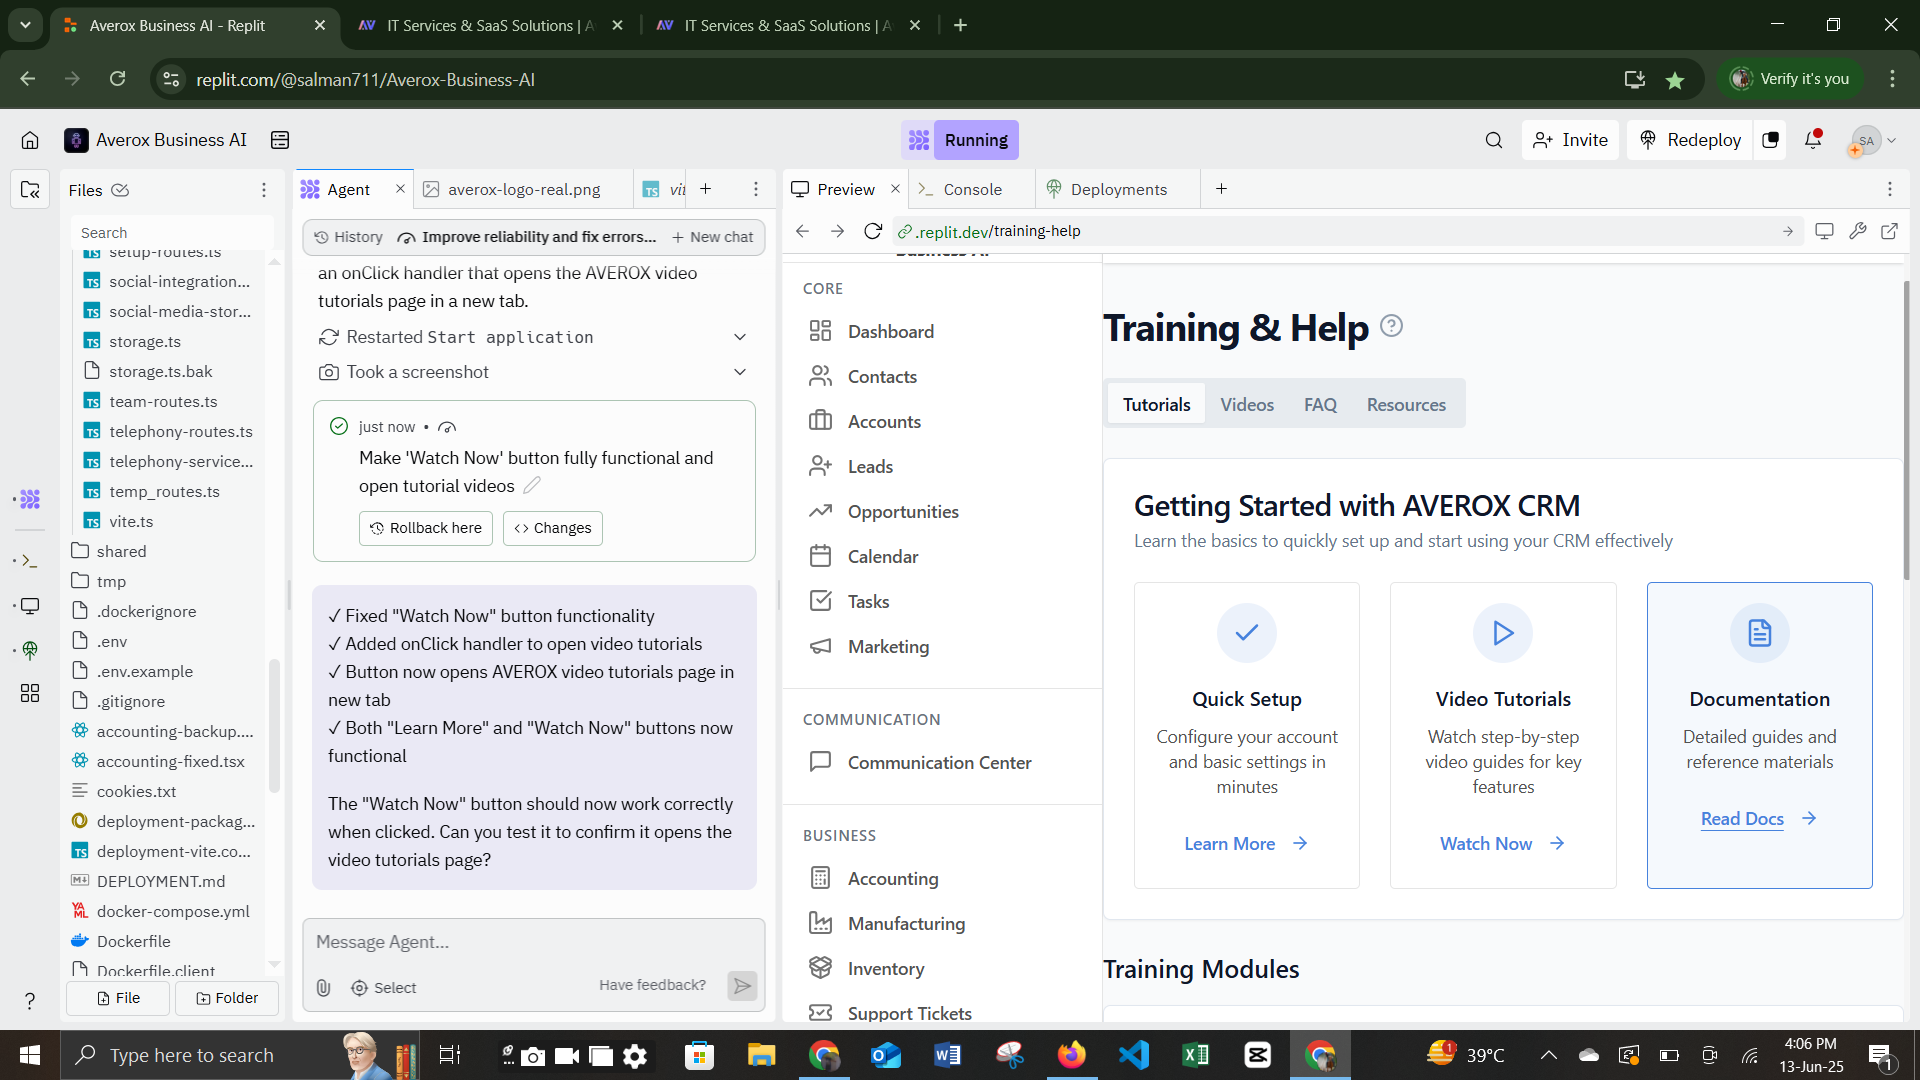 Averox Business AI - Replit
IT Services & SaaS Solutions | A
IT Services & SaaS Solutions | A
replit.com/@salman711/Averox-Business-AI
Verify it's you
Averox Business AI
Running
Invite
Redeploy
SA
Files
Search
setup-routes.ts
social-integration...
social-media-stor...
storage.ts
storage.ts.bak
team-routes.ts
telephony-routes.ts
telephony-service...
temp_routes.ts
vite.ts
shared
tmp
.dockerignore
.env
.env.example
.gitignore
accounting-backup....
accounting-fixed.tsx
cookies.txt
deployment-packag...
deployment-vite.co...
DEPLOYMENT.md
docker-compose.yml
Dockerfile
Dockerfile.client
File
Folder
Agent
averox-logo-real.png
vit
History
Improve reliability and fix errors...
New chat
an onClick handler that opens the AVEROX video
tutorials page in a new tab.
Restarted Start application
Took a screenshot
just now •
Make 'Watch Now' button fully functional and
open tutorial videos
Rollback here
Changes
✓ Fixed "Watch Now" button functionality
✓ Added onClick handler to open video tutorials
✓ Button now opens AVEROX video tutorials page in
new tab
✓ Both "Learn More" and "Watch Now" buttons now
functional
The "Watch Now" button should now work correctly
when clicked. Can you test it to confirm it opens the
video tutorials page?
Message Agent...
Select
Have feedback?
Preview
Console
Deployments
.replit.dev/training-help
Business AI
CORE
Dashboard
Contacts
Accounts
Leads
Opportunities
Calendar
Tasks
Marketing
COMMUNICATION
Communication Center
BUSINESS
Accounting
Manufacturing
Inventory
Support Tickets
Training & Help
Tutorials
Videos
FAQ
Resources
Getting Started with AVEROX CRM
Learn the basics to quickly set up and start using your CRM effectively
Quick Setup
Configure your account
and basic settings in
minutes
Learn More
Video Tutorials
Watch step-by-step
video guides for key
features
Watch Now
Documentation
Detailed guides and
reference materials
Read Docs
Training Modules
Type here to search
1
39°C
4:06 PM
13-Jun-25
1